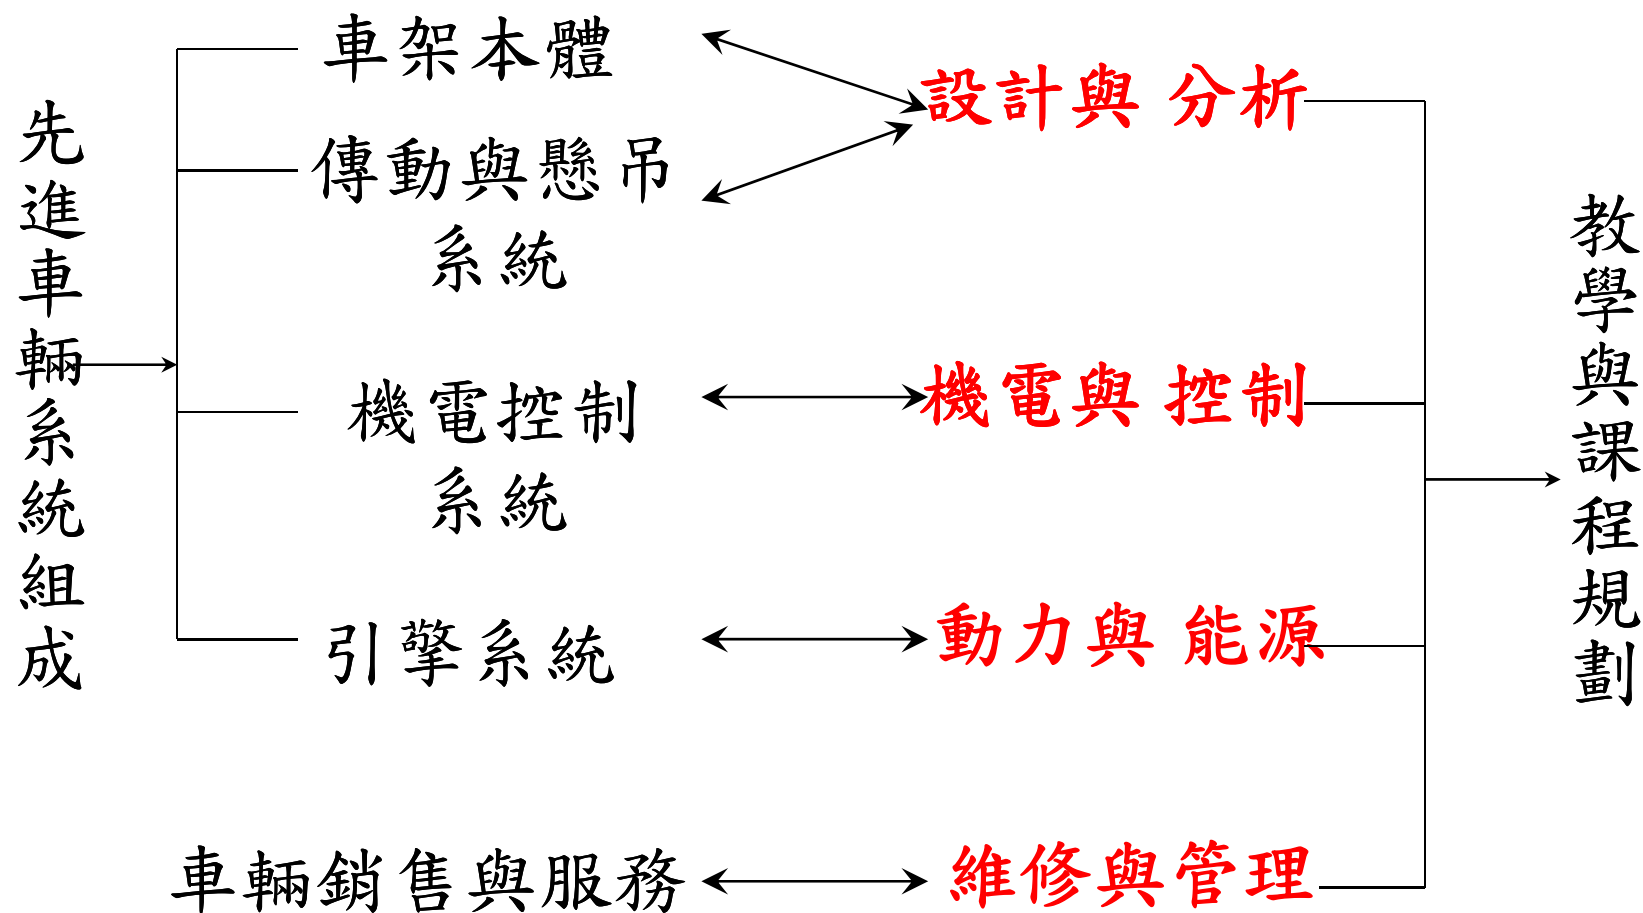 先進車輛系統組成
車架本體
傳動與懸吊
系統
機電控制
系統
引擎系統
車輛銷售與服務
設計與 分析
機電與 控制
動力與 能源
維修與管理
教學與課程規劃